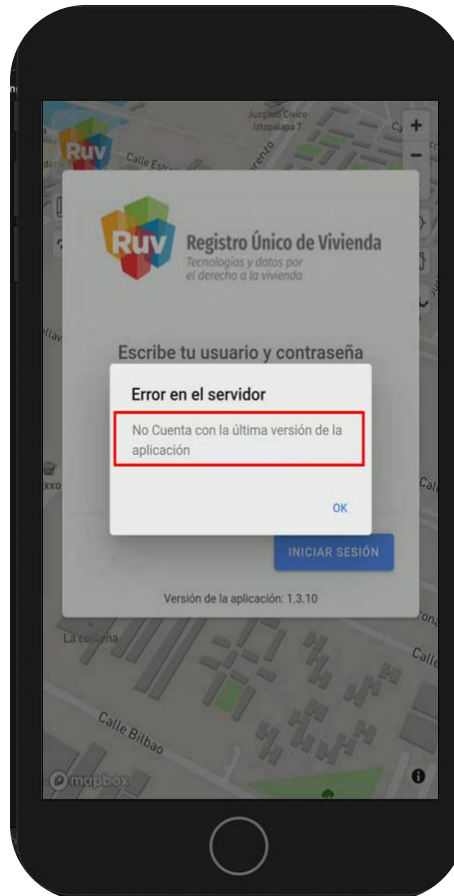 Juzgado Cívico
Iztapalapa 7
+
−
Ruv
Ruv
Registro Único de Vivienda
Tecnologías y datos por
el derecho a la vivienda
Escribe tu usuario y contraseña
Error en el servidor
No Cuenta con la última versión de la
aplicación
OK
INICIAR SESIÓN
Versión de la aplicación: 1.3.10
La costeña
Calle
Calle Bilbao
mapbox